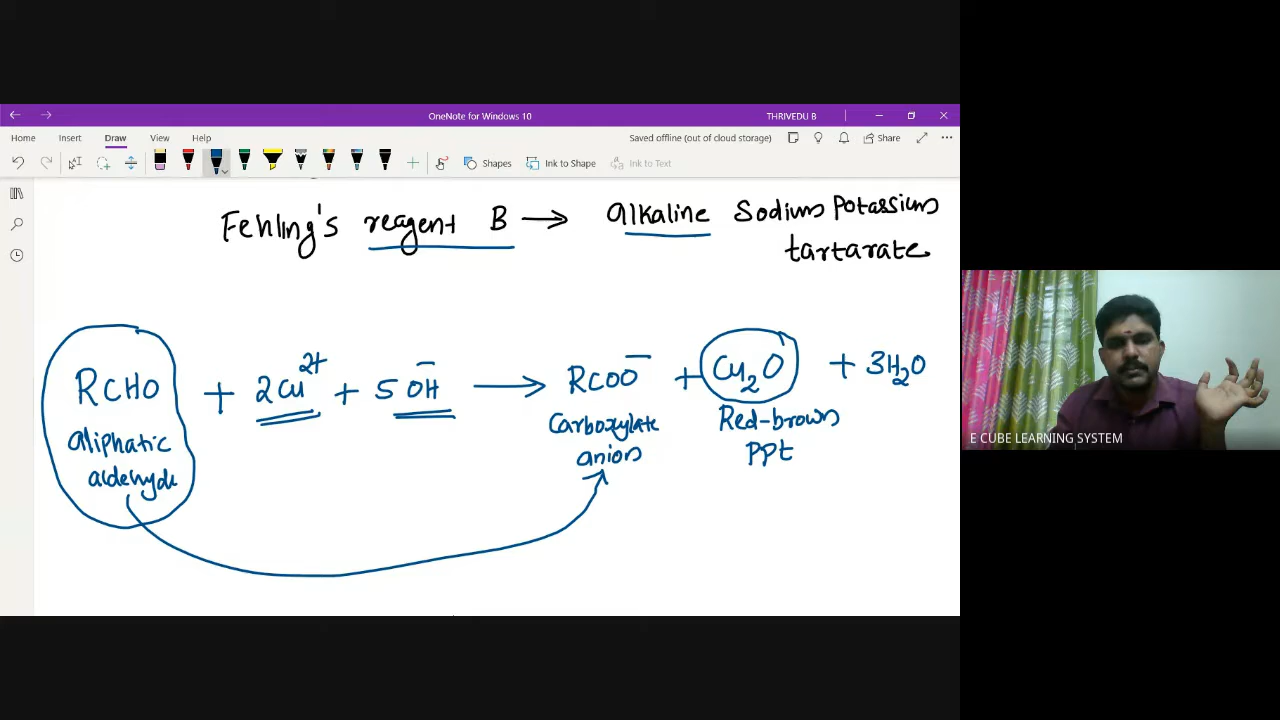 OneNote for Windows 10
THRIVEDU B
Home Insert Draw View Help
Saved offline (out of cloud storage)
Share
Shapes
Ink to Shape
Ink to Text
Fehling's reagent B → alkaline Sodium Potassium
tartarate
RCHO + 2Cu²⁺ + 5 OH⁻ → RCOO⁻ + Cu₂O + 3H₂O
aliphatic
aldehyde
Carboxylate
anion
Red-brown
PPt
E CUBE LEARNING SYSTEM